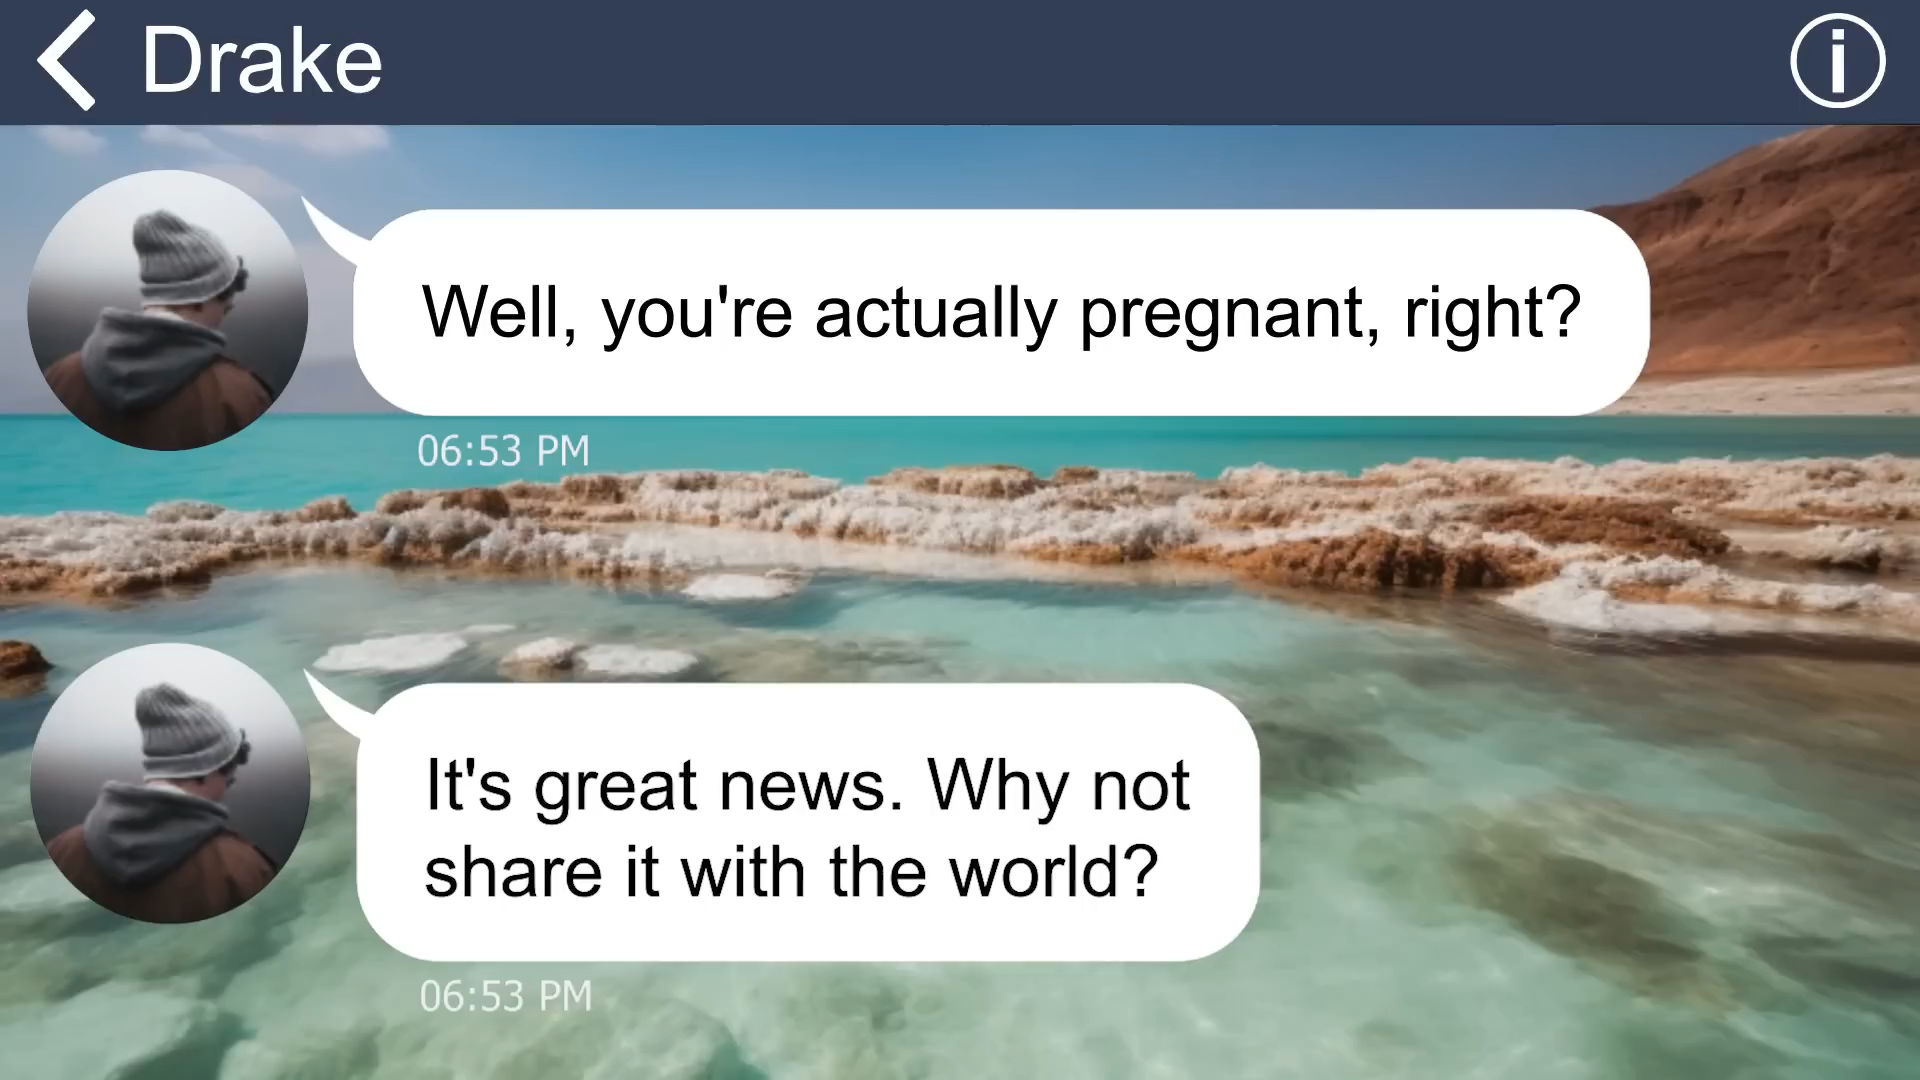 Drake
Well, you're actually pregnant, right?
06:53 PM
It's great news. Why not
share it with the world?
06:53 PM